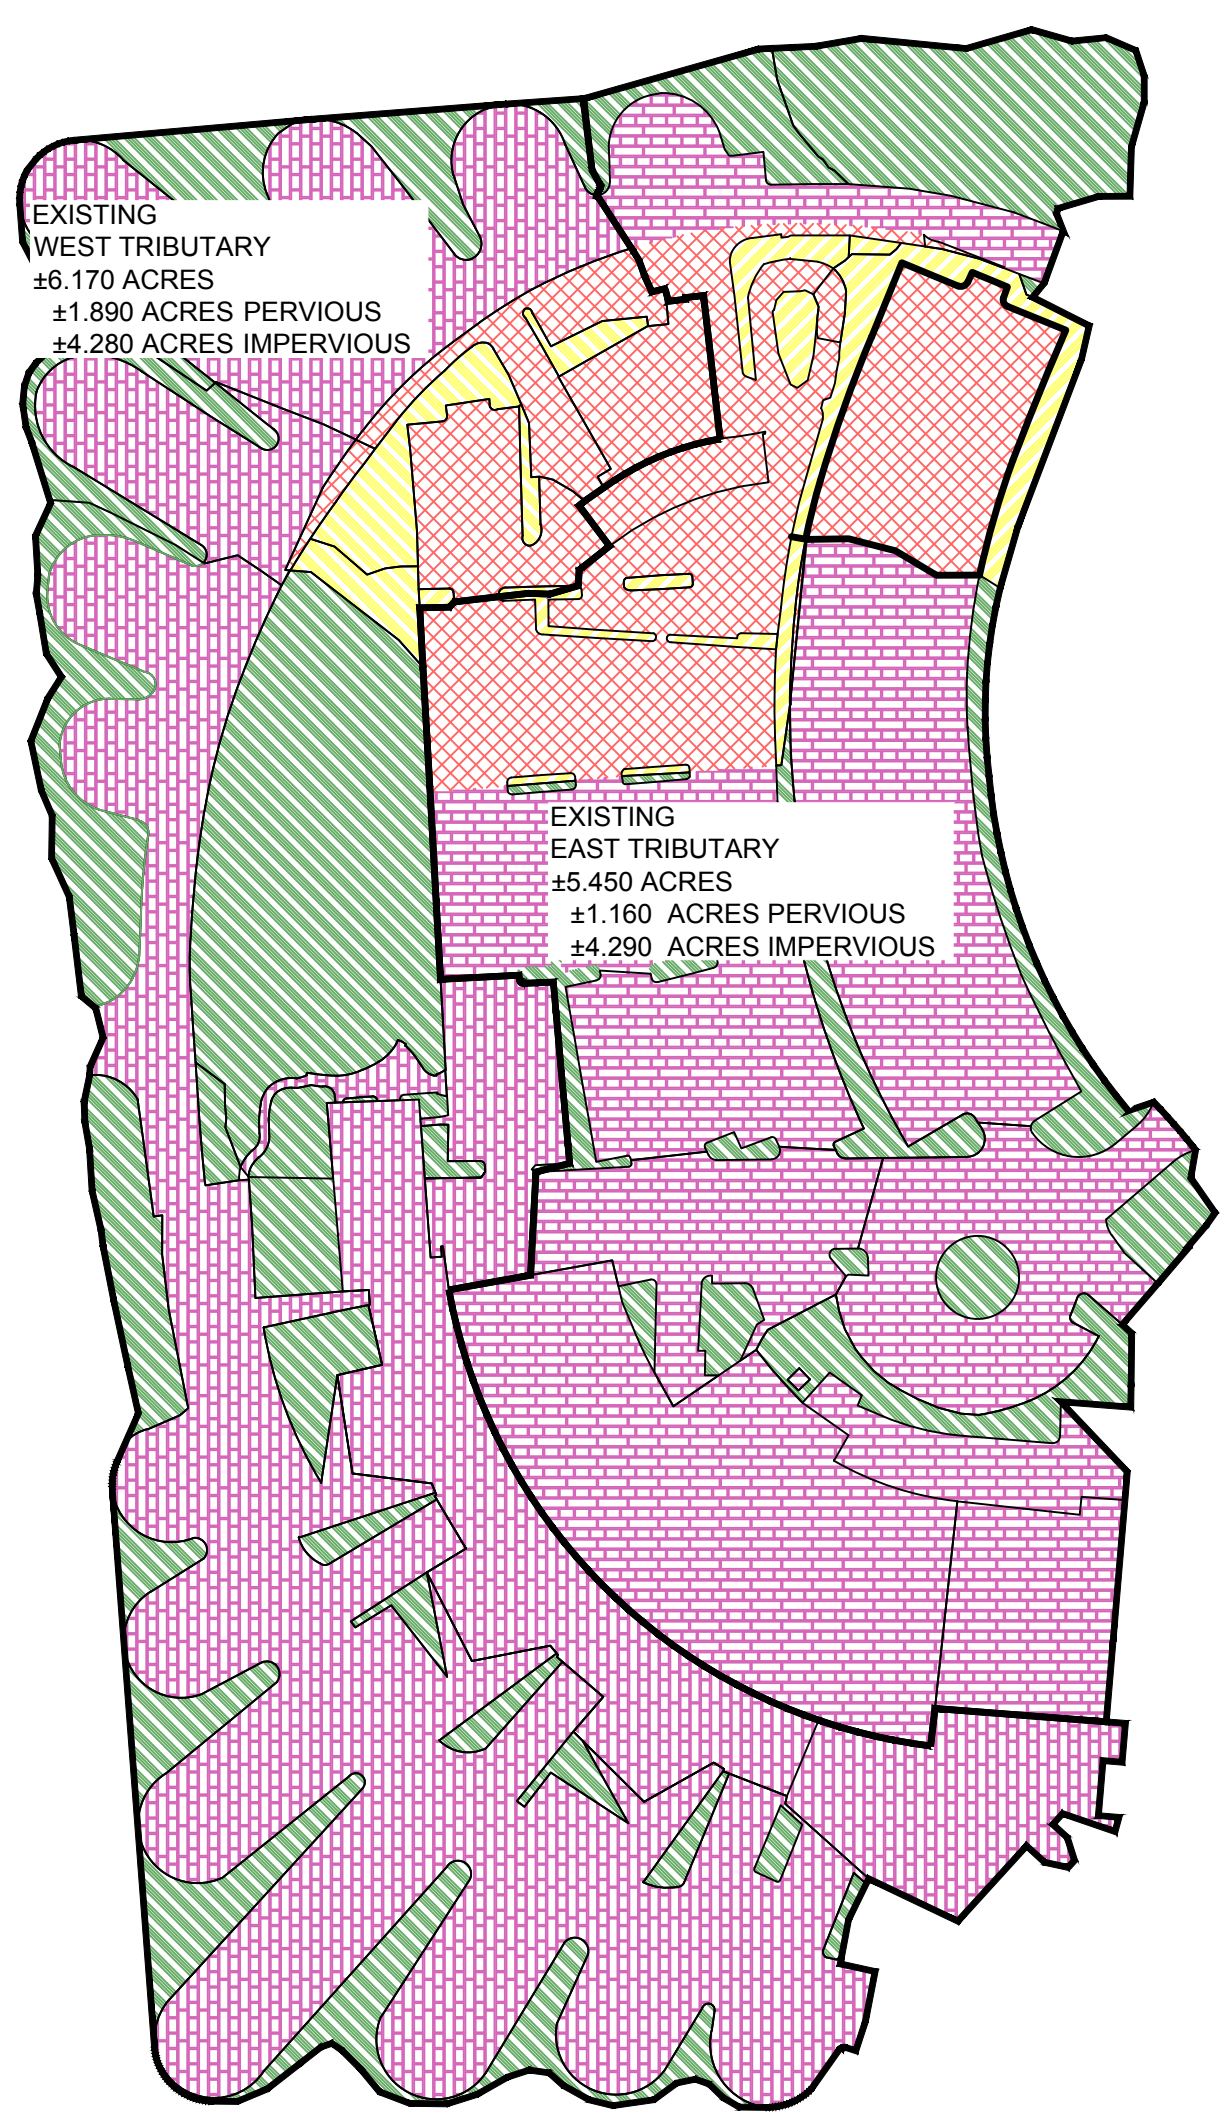 EXISTING
WEST TRIBUTARY
±6.170 ACRES
±1.890 ACRES PERVIOUS
±4.280 ACRES IMPERVIOUS
EXISTING
EAST TRIBUTARY
±5.450 ACRES
±1.160 ACRES PERVIOUS
±4.290 ACRES IMPERVIOUS